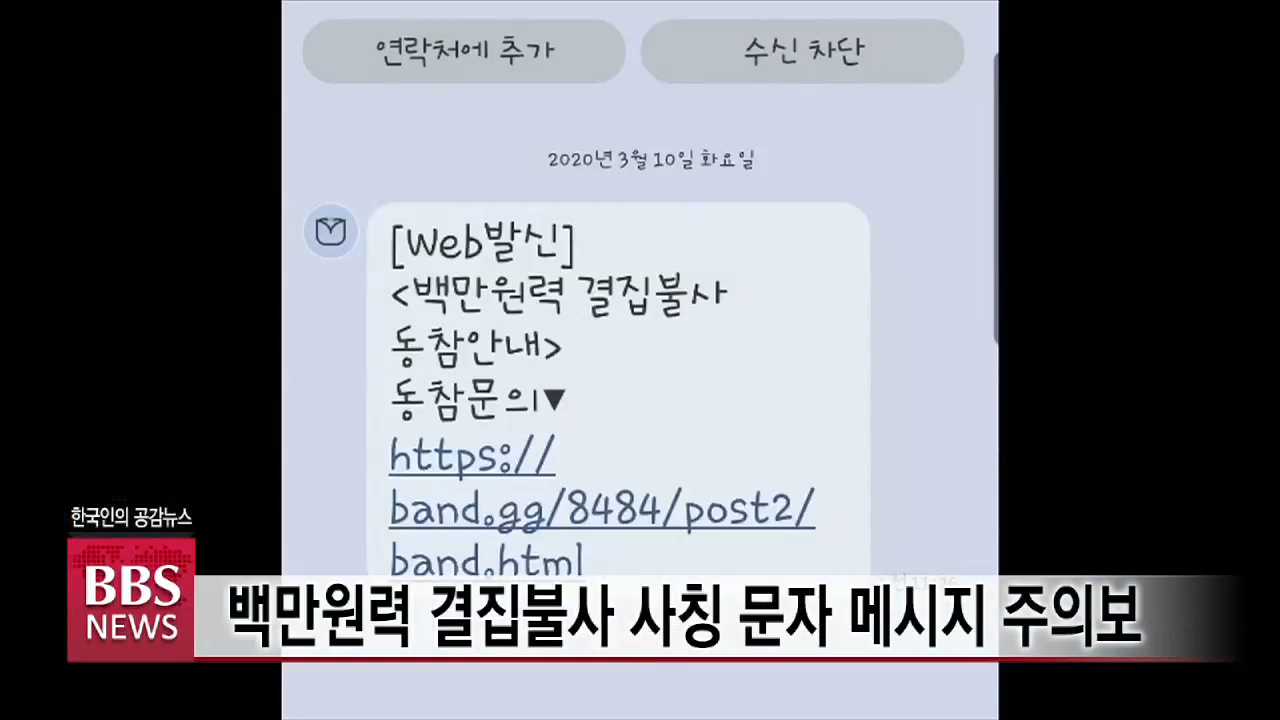 연락처에 추가
수신 차단
2020년 3월 10일 화요일
[Web발신]
<백만원력 결집불사
동참안내>
동참문의▼
https://
band.gg/8484/post2/
band.html
한국인의 공감뉴스
BBS
NEWS
백만원력 결집불사 사칭 문자 메시지 주의보